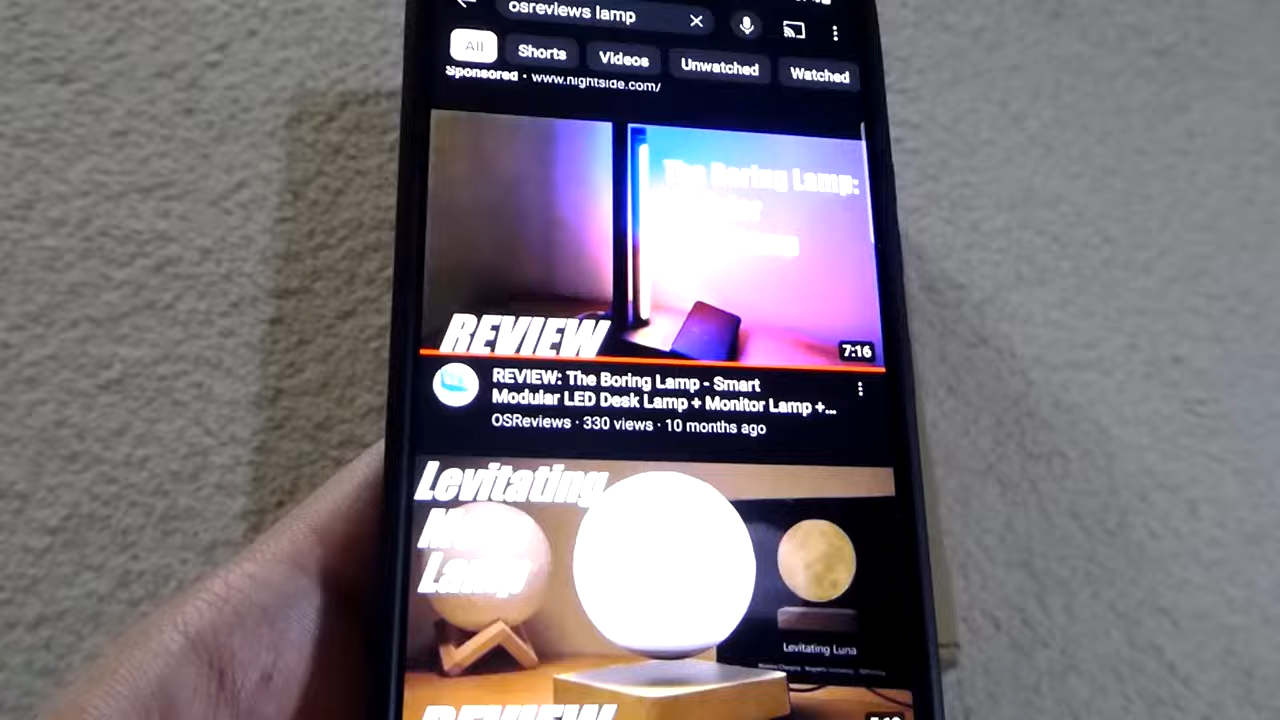 osreviews lamp
All
Shorts
Videos
Unwatched
Watched
Sponsored · www.nightside.com/
The Boring Lamp:
REVIEW
7:16
REVIEW: The Boring Lamp - Smart
Modular LED Desk Lamp + Monitor Lamp +...
OSReviews · 330 views · 10 months ago
Levitating
Lamp
Levitating Luna
REVIEW